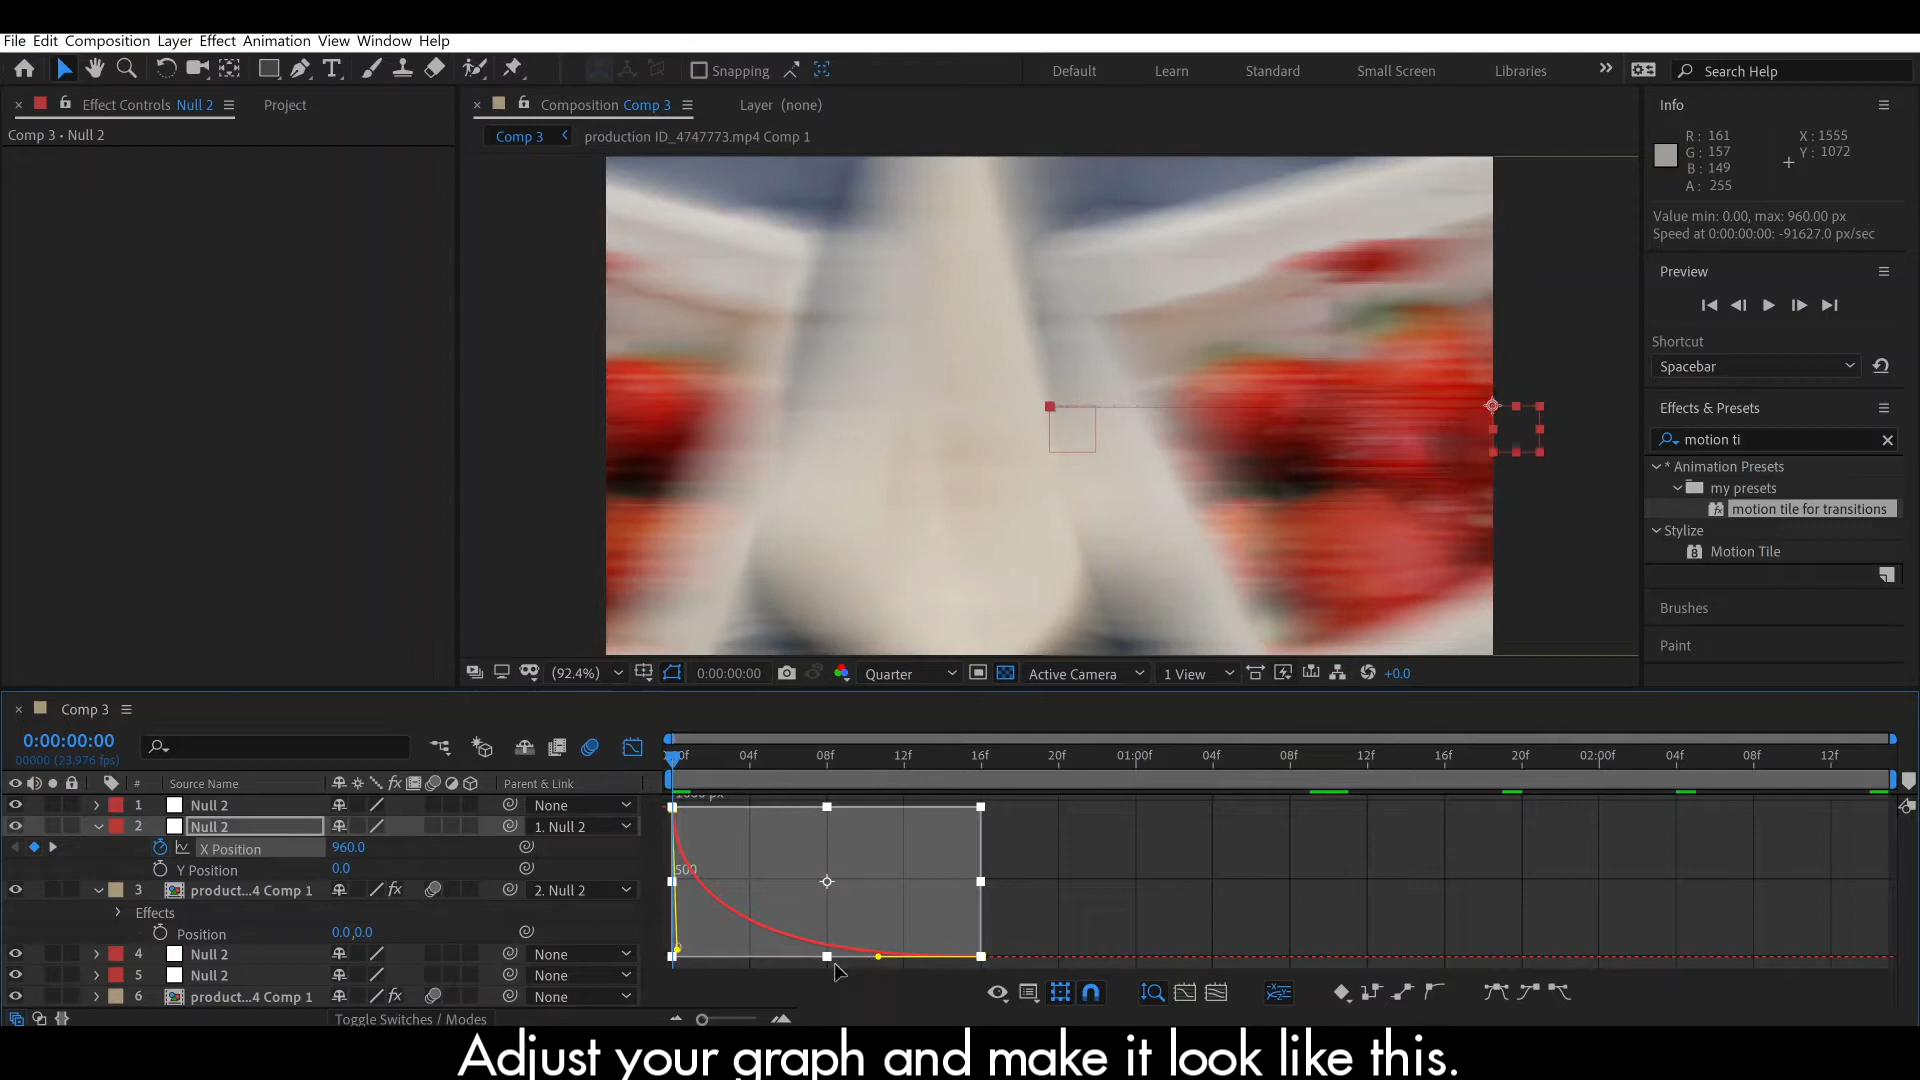 File Edit Composition Layer Effect Animation View Window Help
Snapping
Default Learn Standard Small Screen Libraries
Search Help
Effect Controls Null 2
Project
Composition Comp 3
Layer (none)
Info
Comp 3 • Null 2
Comp 3
production ID_4747773.mp4 Comp 1
R : 161
G : 157
B : 149
A : 255
X : 1555
Y : 1072
Value min: 0.00, max: 960.00 px
Speed at 0:00:00:00: -91627.0 px/sec
Preview
Shortcut
Spacebar
Effects & Presets
motion ti
* Animation Presets
my presets
motion tile for transitions
Stylize
Motion Tile
Brushes
Paint
(92.4%) 0:00:00:00 Quarter Active Camera 1 View +0.0
Comp 3
0:00:00:00
00000 (23.976 fps)
04f 08f 12f 16f 20f 01:00f 04f 08f 12f 16f 20f 02:00f 04f 08f 12f
# Source Name fx Parent & Link
1 Null 2 None
2 Null 2 1. Null 2
X Position 960.0
Y Position 0.0
3 product...4 Comp 1 fx 2. Null 2
Effects
Position 0.0,0.0
4 Null 2 None
5 Null 2 None
6 product...4 Comp 1 fx None
500
Toggle Switches / Modes
Adjust your graph and make it look like this.